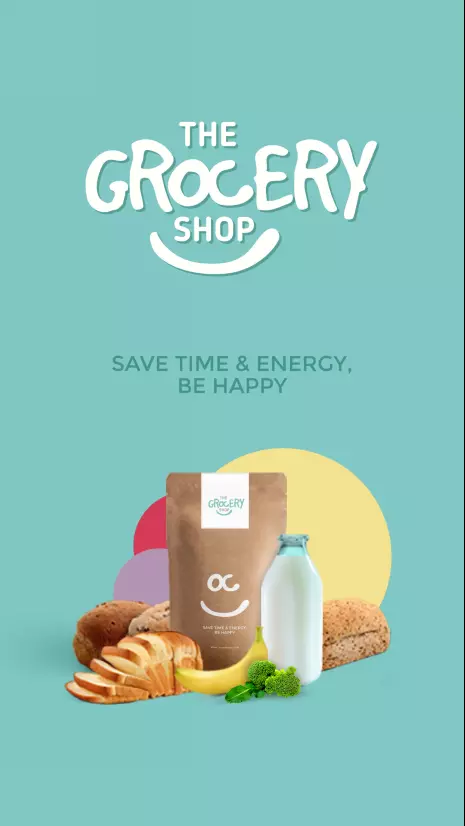 THE
GROCERY
SHOP
SAVE TIME & ENERGY,
BE HAPPY
THE
GROCERY
SHOP
oc
SAVE TIME & ENERGY
BE HAPPY